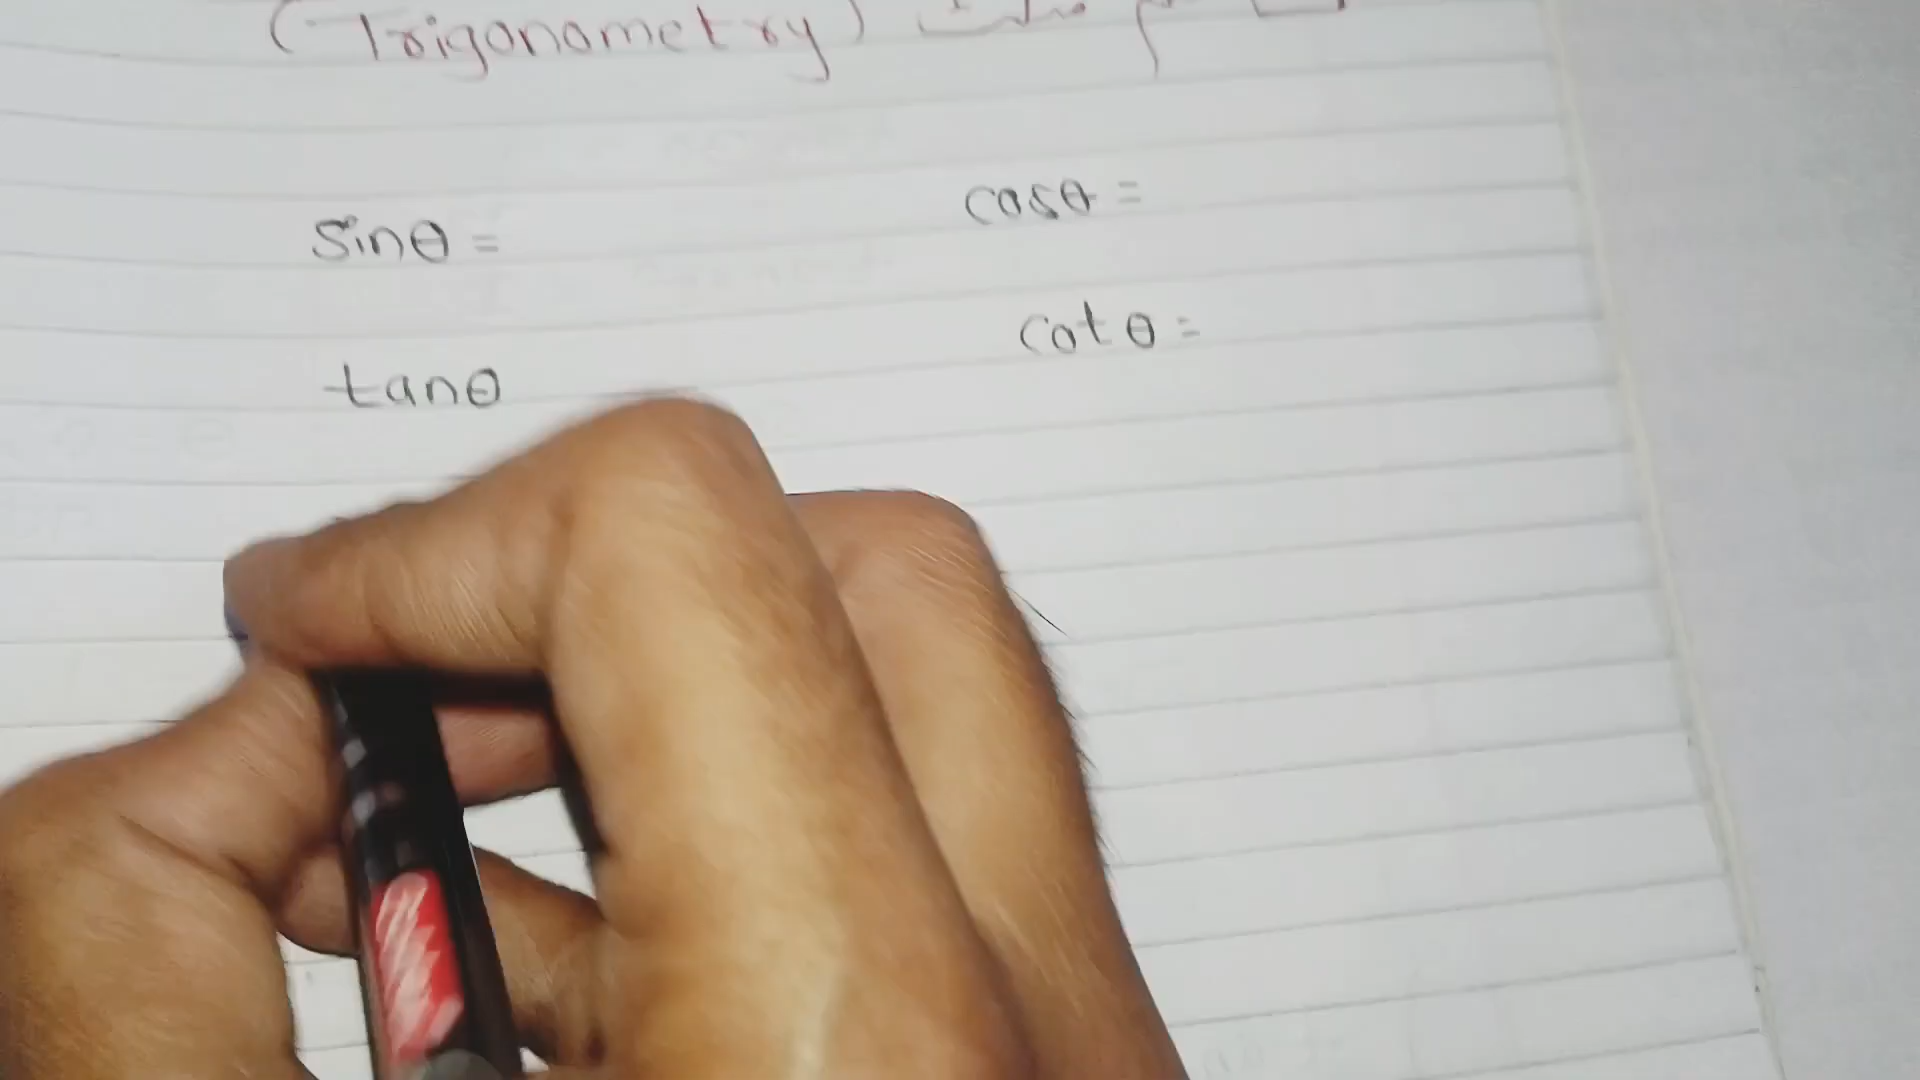 (Trigonometry)
sinθ = cosθ =
tanθ cotθ =